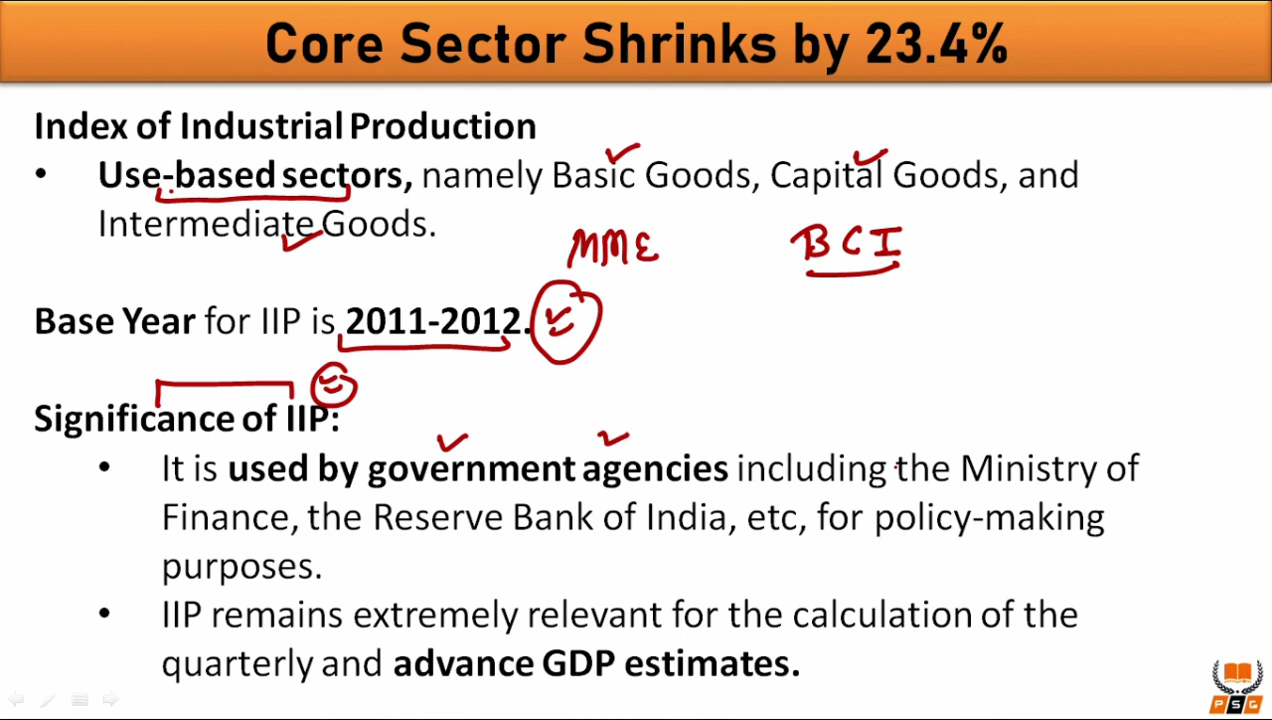 Core Sector Shrinks by 23.4%
Index of Industrial Production
• Use-based sectors, namely Basic Goods, Capital Goods, and
Intermediate Goods.
MME BCI
Base Year for IIP is 2011-2012.
Significance of IIP:
• It is used by government agencies including the Ministry of
Finance, the Reserve Bank of India, etc, for policy-making
purposes.
• IIP remains extremely relevant for the calculation of the
quarterly and advance GDP estimates.
PSG